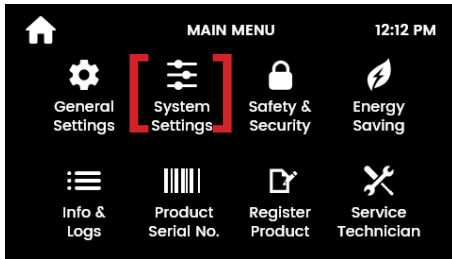 MAIN MENU 12:12 PM
General System Safety & Energy
Settings Settings Security Saving
Info & Product Register Service
Logs Serial No. Product Technician